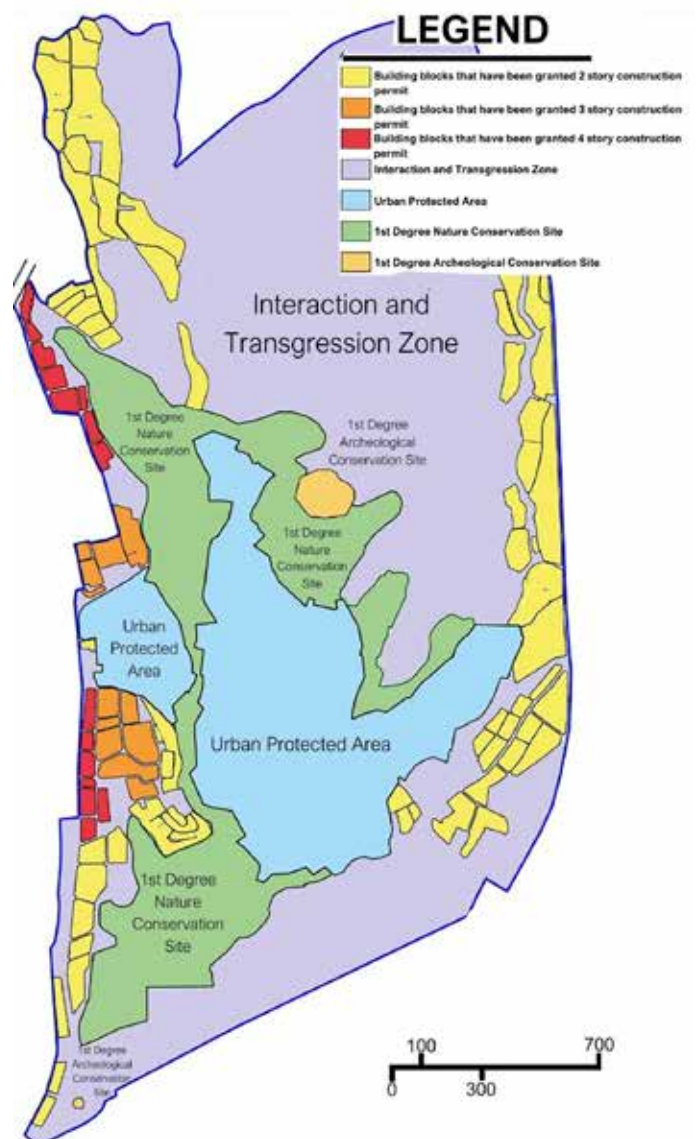 LEGEND
Building blocks that have been granted 2 story construction
permit
Building blocks that have been granted 3 story construction
permit
Building blocks that have been granted 4 story construction
permit
Interaction and Transgression Zone
Urban Protected Area
1st Degree Nature Conservation Site
1st Degree Archeological Conservation Site
Interaction and
Transgression Zone
1st Degree
Nature
Conservation
Site
1st Degree
Archeological
Conservation Site
1st Degree
Nature
Conservation
Site
Urban
Protected
Area
Urban Protected Area
1st Degree
Nature
Conservation
Site
1st Degree
Archeological
Conservation
Site
100
700
0
300